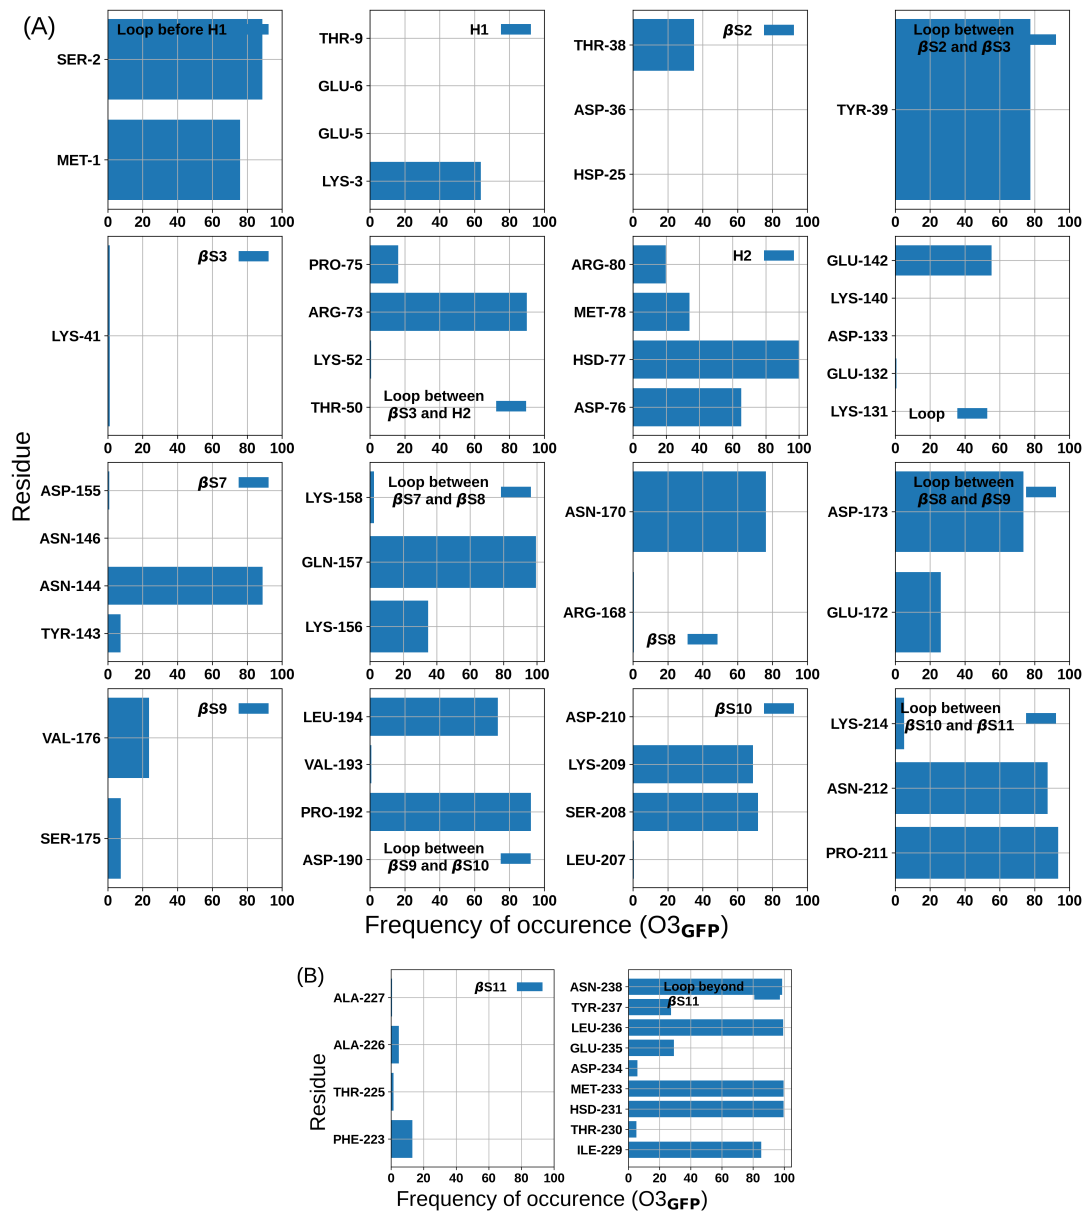 (A)
Loop before H1
SER-2
MET-1
0 20 40 60 80 100
H1
THR-9
GLU-6
GLU-5
LYS-3
0 20 40 60 80 100
βS2
THR-38
ASP-36
HSP-25
0 20 40 60 80 100
Loop between
βS2 and βS3
TYR-39
0 20 40 60 80 100
βS3
LYS-41
0 20 40 60 80 100
PRO-75
ARG-73
LYS-52
THR-50
Loop between
βS3 and H2
0 20 40 60 80 100
H2
ARG-80
MET-78
HSD-77
ASP-76
0 20 40 60 80 100
GLU-142
LYS-140
ASP-133
GLU-132
LYS-131
Loop
0 20 40 60 80 100
Residue
βS7
ASP-155
ASN-146
ASN-144
TYR-143
0 20 40 60 80 100
Loop between
βS7 and βS8
LYS-158
GLN-157
LYS-156
0 20 40 60 80 100
ASN-170
ARG-168
βS8
0 20 40 60 80 100
Loop between
βS8 and βS9
ASP-173
GLU-172
0 20 40 60 80 100
βS9
VAL-176
SER-175
0 20 40 60 80 100
LEU-194
VAL-193
PRO-192
ASP-190
Loop between
βS9 and βS10
0 20 40 60 80 100
βS10
ASP-210
LYS-209
SER-208
LEU-207
0 20 40 60 80 100
Loop between
βS10 and βS11
LYS-214
ASN-212
PRO-211
0 20 40 60 80 100
Frequency of occurence (O3GFP)
(B)
βS11
ALA-227
ALA-226
THR-225
PHE-223
0 20 40 60 80 100
Loop beyond
βS11
ASN-238
TYR-237
LEU-236
GLU-235
ASP-234
MET-233
HSD-231
THR-230
ILE-229
0 20 40 60 80 100
Residue
Frequency of occurence (O3GFP)